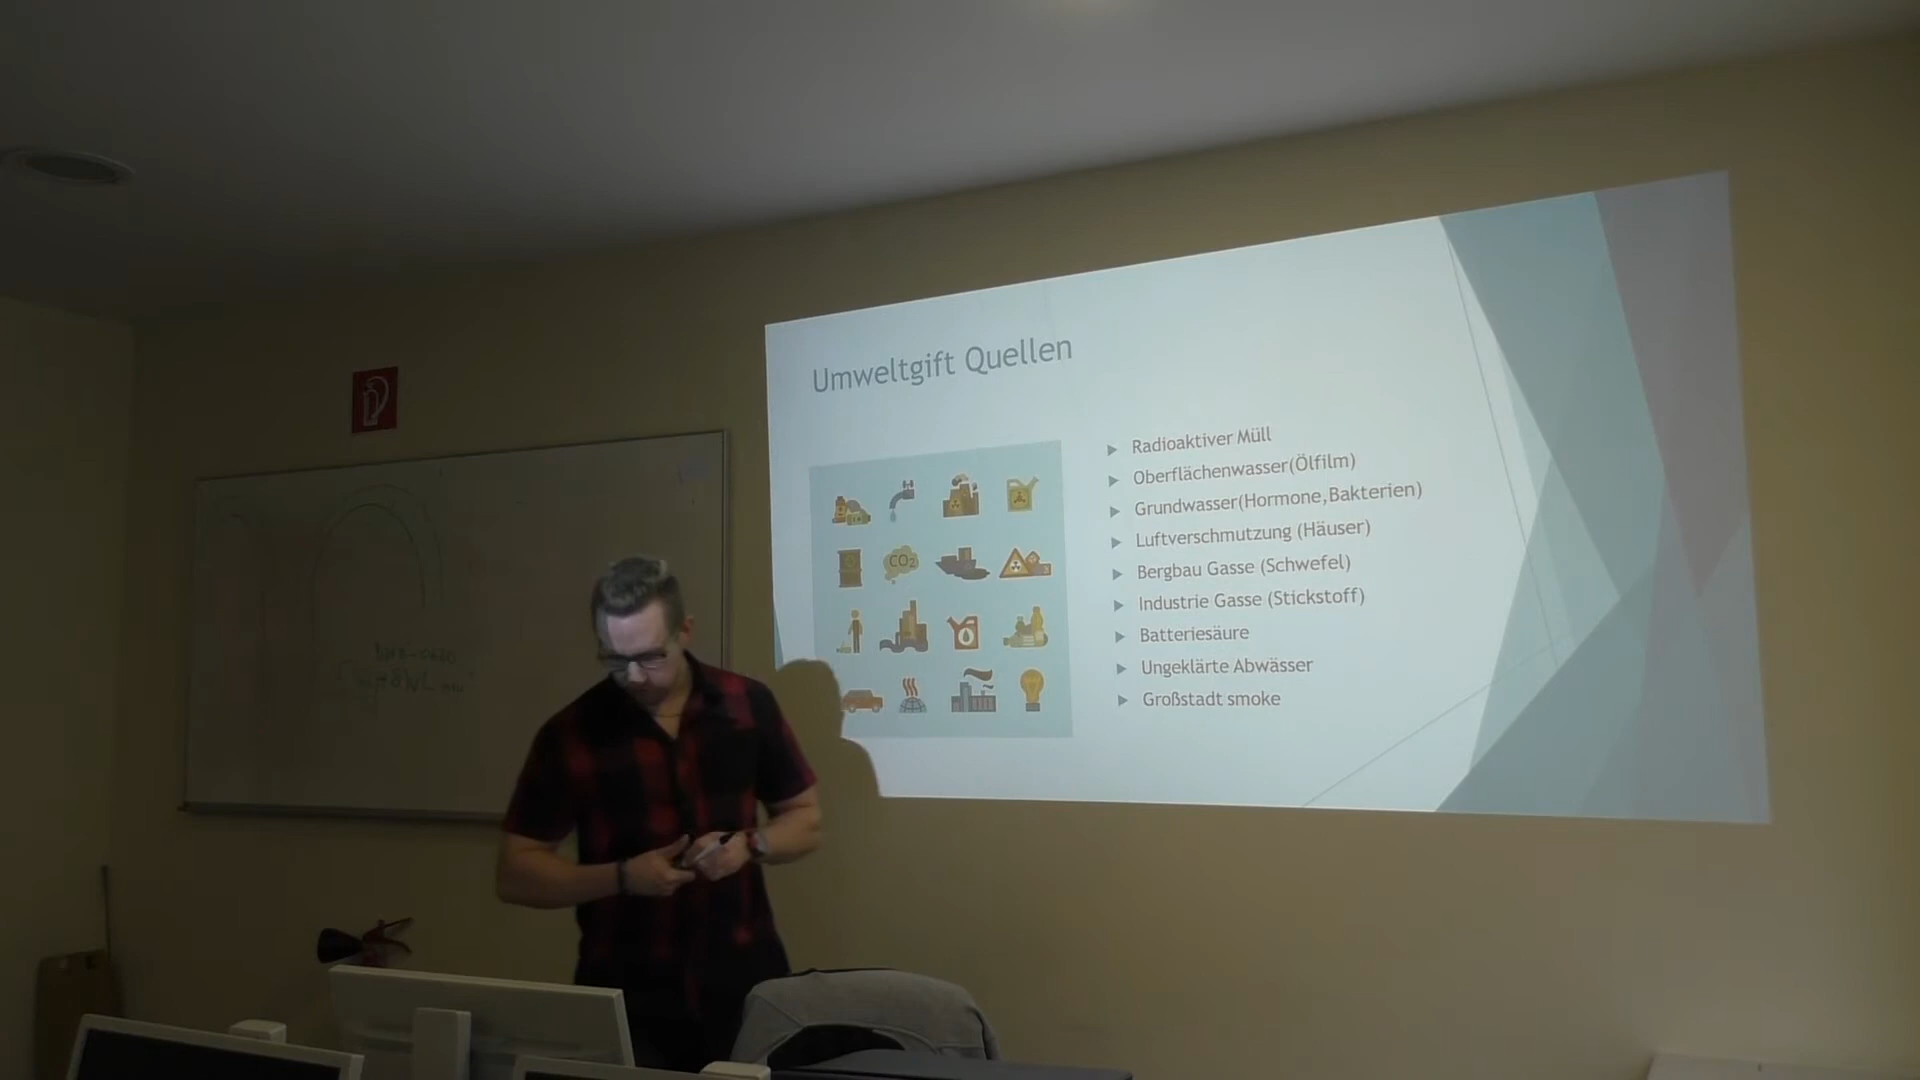 Umweltgift Quellen
Radioaktiver Müll
Oberflächenwasser(Ölfilm)
Grundwasser(Hormone,Bakterien)
Luftverschmutzung (Häuser)
Bergbau Gasse (Schwefel)
Industrie Gasse (Stickstoff)
Batteriesäure
Ungeklärte Abwässer
Großstadt smoke
CO2